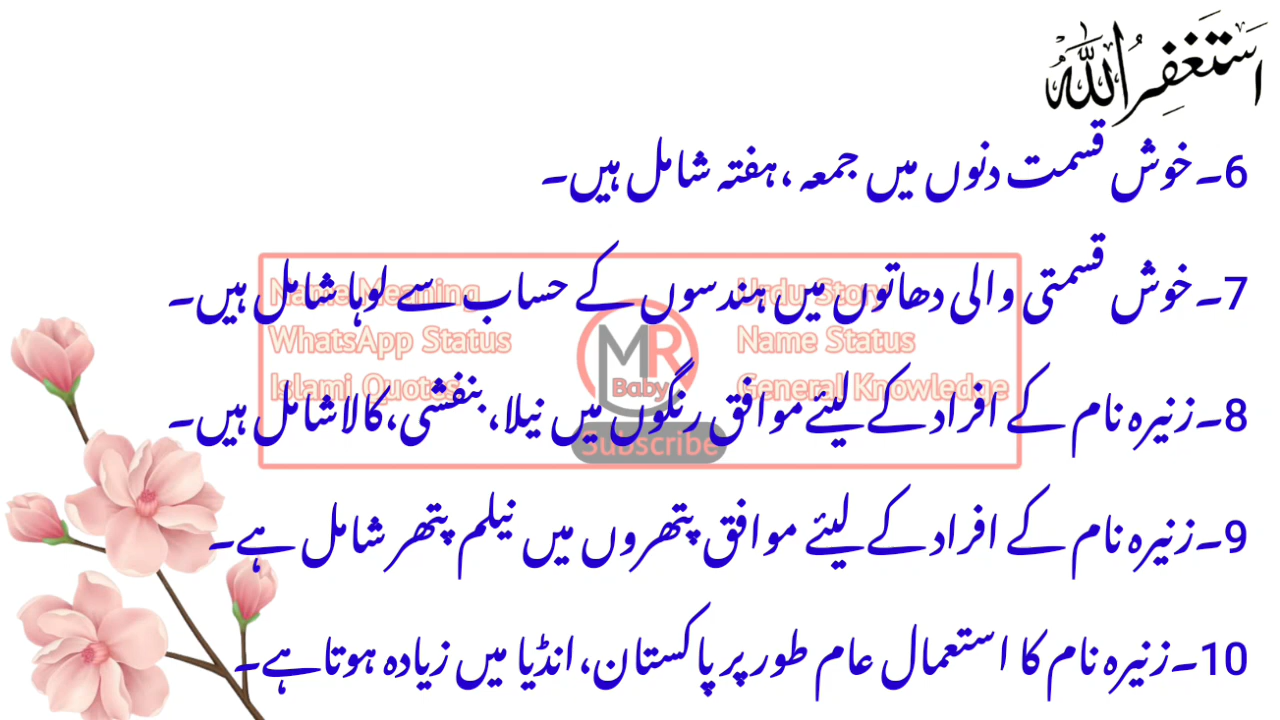 استغفراللہ
6۔خوش قسمت دنوں میں جمعہ ،ہفتہ شامل ہیں۔
7۔خوش قسمتی والی دھاتوں میں ہندسوں کے حساب سے لوہا شامل ہیں۔
Name Meaning
Urdu Story
WhatsApp Status
Name Status
Islami Quotes
General Knowledge
MR
Baby
Subscribe
8۔زنیرہ نام کے افراد کے لیئے موافق رنگوں میں نیلا، بنفشی،کالا شامل ہیں۔
9۔زنیرہ نام کے افراد کے لیئے موافق پتھروں میں نیلم پتھر شامل ہے۔
10۔زنیرہ نام کا استعمال عام طور پر پاکستان، انڈیا میں زیادہ ہوتا ہے۔